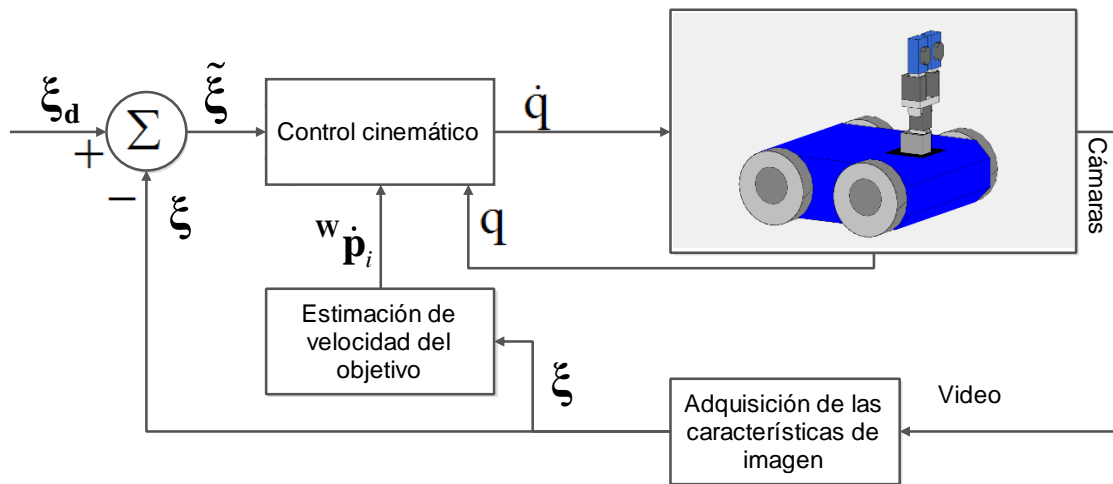 ξd
+
−
Σ
ξ̃
Control cinemático
q̇
Cámaras
ξ
ᵂṗᵢ
q
Estimación de
velocidad del
objetivo
ξ
Adquisición de las
características de
imagen
Video